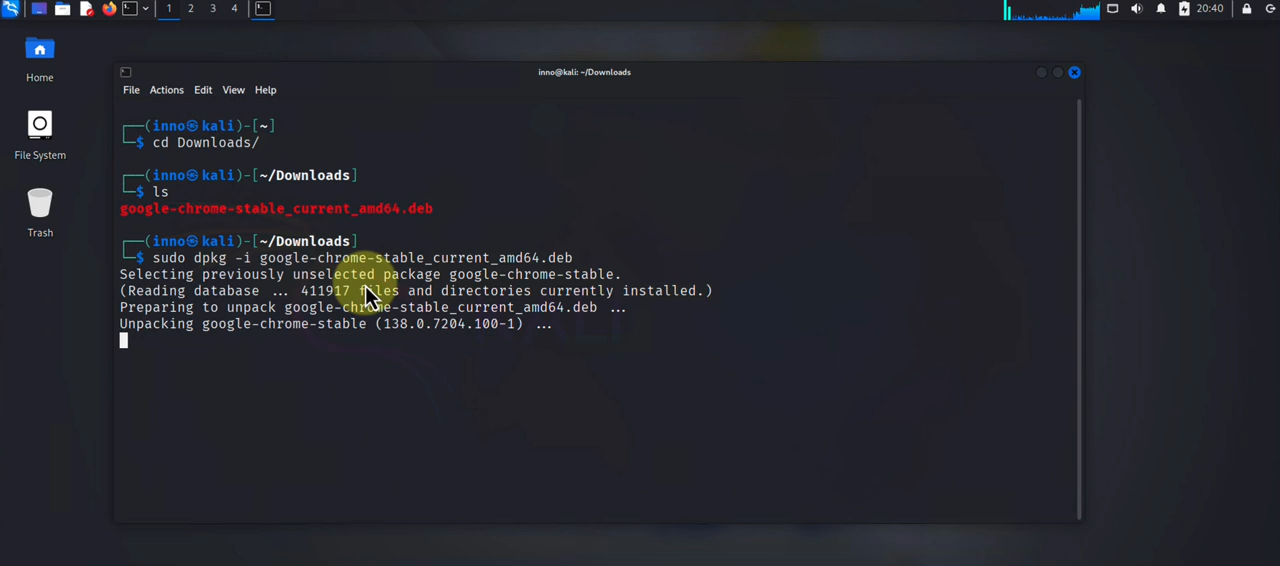 1 2 3 4
20:40
Home
File System
Trash
inno@kali: ~/Downloads
File Actions Edit View Help
┌──(inno㉿kali)-[~]
└─$ cd Downloads/
┌──(inno㉿kali)-[~/Downloads]
└─$ ls
google-chrome-stable_current_amd64.deb
┌──(inno㉿kali)-[~/Downloads]
└─$ sudo dpkg -i google-chrome-stable_current_amd64.deb
Selecting previously unselected package google-chrome-stable.
(Reading database ... 411917 files and directories currently installed.)
Preparing to unpack google-chrome-stable_current_amd64.deb ...
Unpacking google-chrome-stable (138.0.7204.100-1) ...